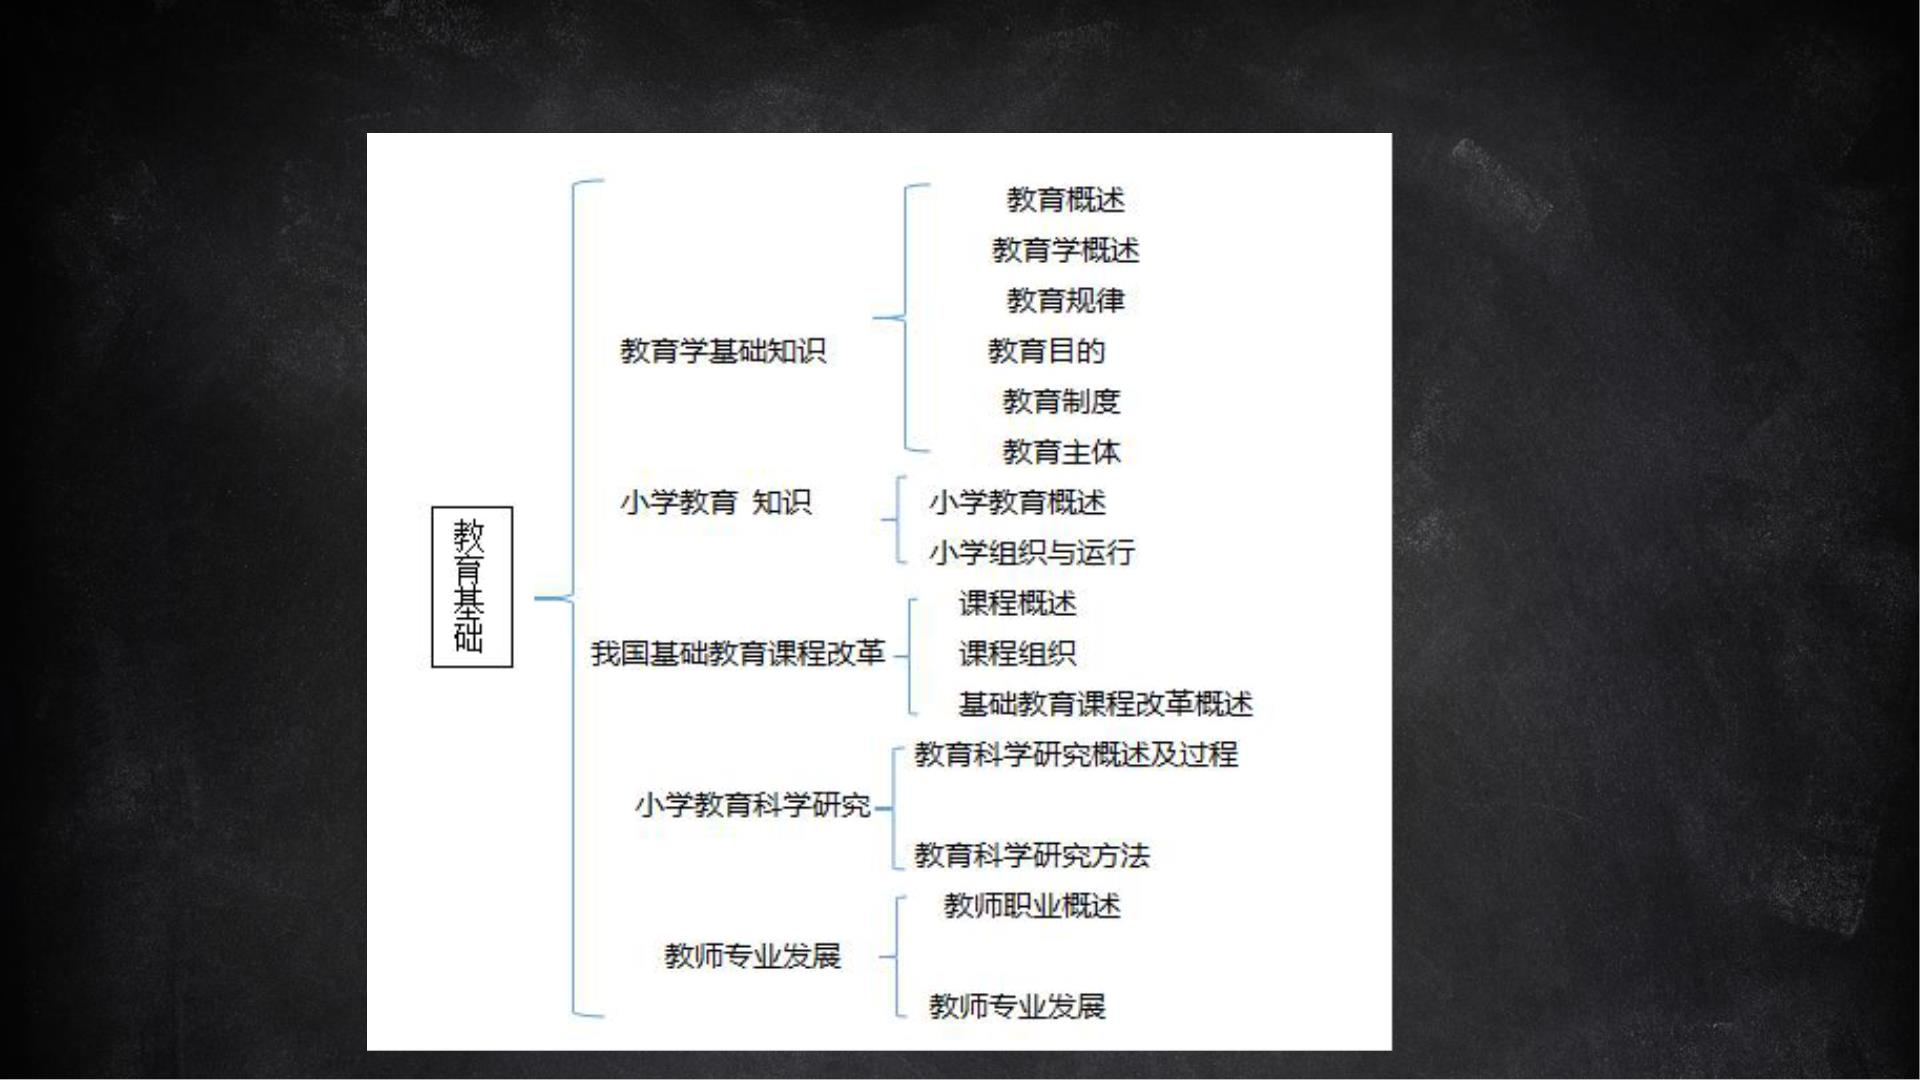 教育基础
教育学基础知识
教育概述
教育学概述
教育规律
教育目的
教育制度
教育主体
小学教育 知识
小学教育概述
小学组织与运行
我国基础教育课程改革
课程概述
课程组织
基础教育课程改革概述
小学教育科学研究
教育科学研究概述及过程
教育科学研究方法
教师专业发展
教师职业概述
教师专业发展